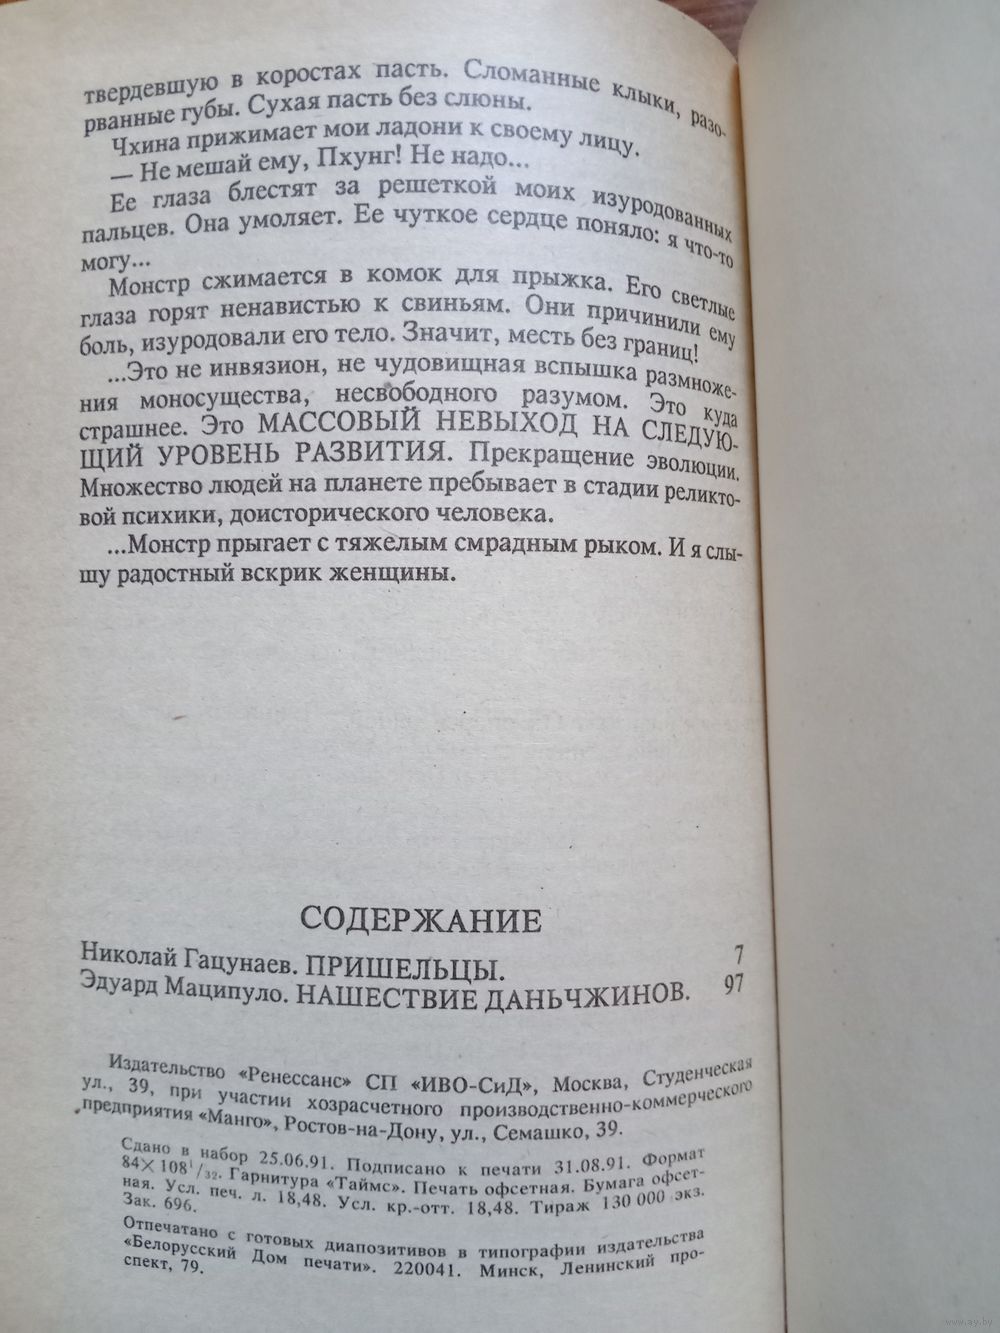 твердевшую в коростах пасть. Сломанные клыки, разо-
рванные губы. Сухая пасть без слюны.
Чхина прижимает мои ладони к своему лицу.
— Не мешай ему, Пхунг! Не надо...
Ее глаза блестят за решеткой моих изуродованных
пальцев. Она умоляет. Ее чуткое сердце поняло: я что-то
могу...
Монстр сжимается в комок для прыжка. Его светлые
глаза горят ненавистью к свиньям. Они причинили ему
боль, изуродовали его тело. Значит, месть без границ!
...Это не инвязион, не чудовищная вспышка размноже-
ния моносущества, несвободного разумом. Это куда
страшнее. Это МАССОВЫЙ НЕВЫХОД НА СЛЕДУЮ-
ЩИЙ УРОВЕНЬ РАЗВИТИЯ. Прекращение эволюции.
Множество людей на планете пребывает в стадии реликто-
вой психики, доисторического человека.
...Монстр прыгает с тяжелым смрадным рыком. И я слы-
шу радостный вскрик женщины.
СОДЕРЖАНИЕ
Николай Гацунаев. ПРИШЕЛЬЦЫ. 7
Эдуард Маципуло. НАШЕСТВИЕ ДАНЬЧЖИНОВ. 97
Издательство «Ренессанс» СП «ИВО-СиД», Москва, Студенческая
ул., 39, при участии хозрасчетного производственно-коммерческого
предприятия «Манго», Ростов-на-Дону, ул., Семашко, 39.
Сдано в набор 25.06.91. Подписано к печати 31.08.91. Формат
84×108¹/₃₂. Гарнитура «Таймс». Печать офсетная. Бумага офсет-
ная. Усл. печ. л. 18,48. Усл. кр.-отт. 18,48. Тираж 130 000 экз.
Зак. 696.
Отпечатано с готовых диапозитивов в типографии издательства
«Белорусский Дом печати». 220041. Минск, Ленинский про-
спект, 79.
www.ay.by